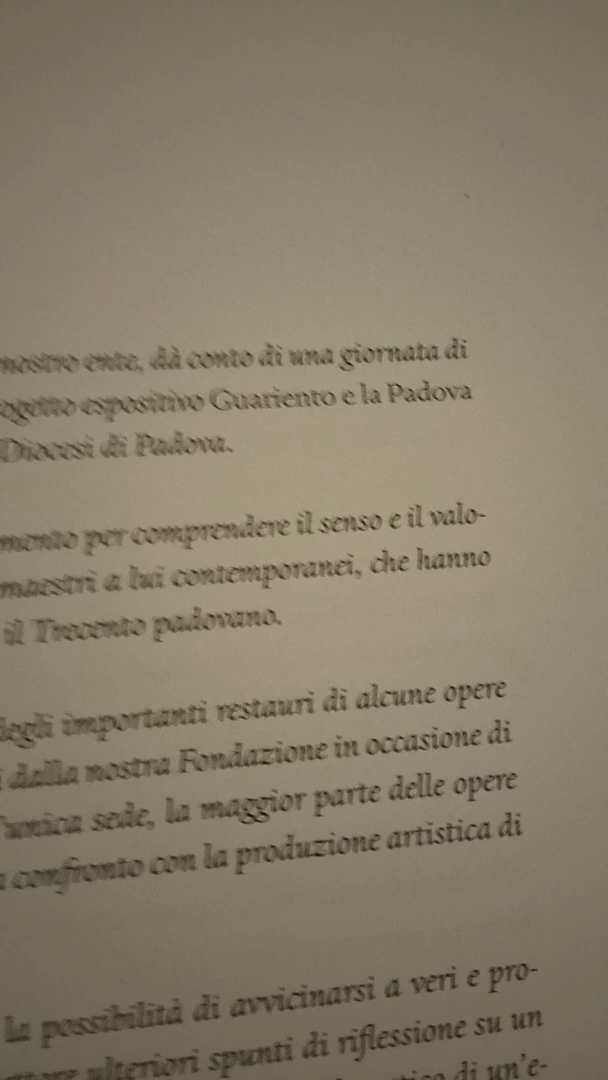 nostro ente, dà conto di una giornata di
espositivo Guariento e la Padova
Diocesi di Padova.
per comprendere il senso e il valo-
maestri a lui contemporanei, che hanno
il Trecento padovano.
degli importanti restauri di alcune opere
dalla nostra Fondazione in occasione di
l'unica sede, la maggior parte delle opere
confronto con la produzione artistica di
la possibilità di avvicinarsi a veri e pro-
ulteriori spunti di riflessione su un
di un'e-